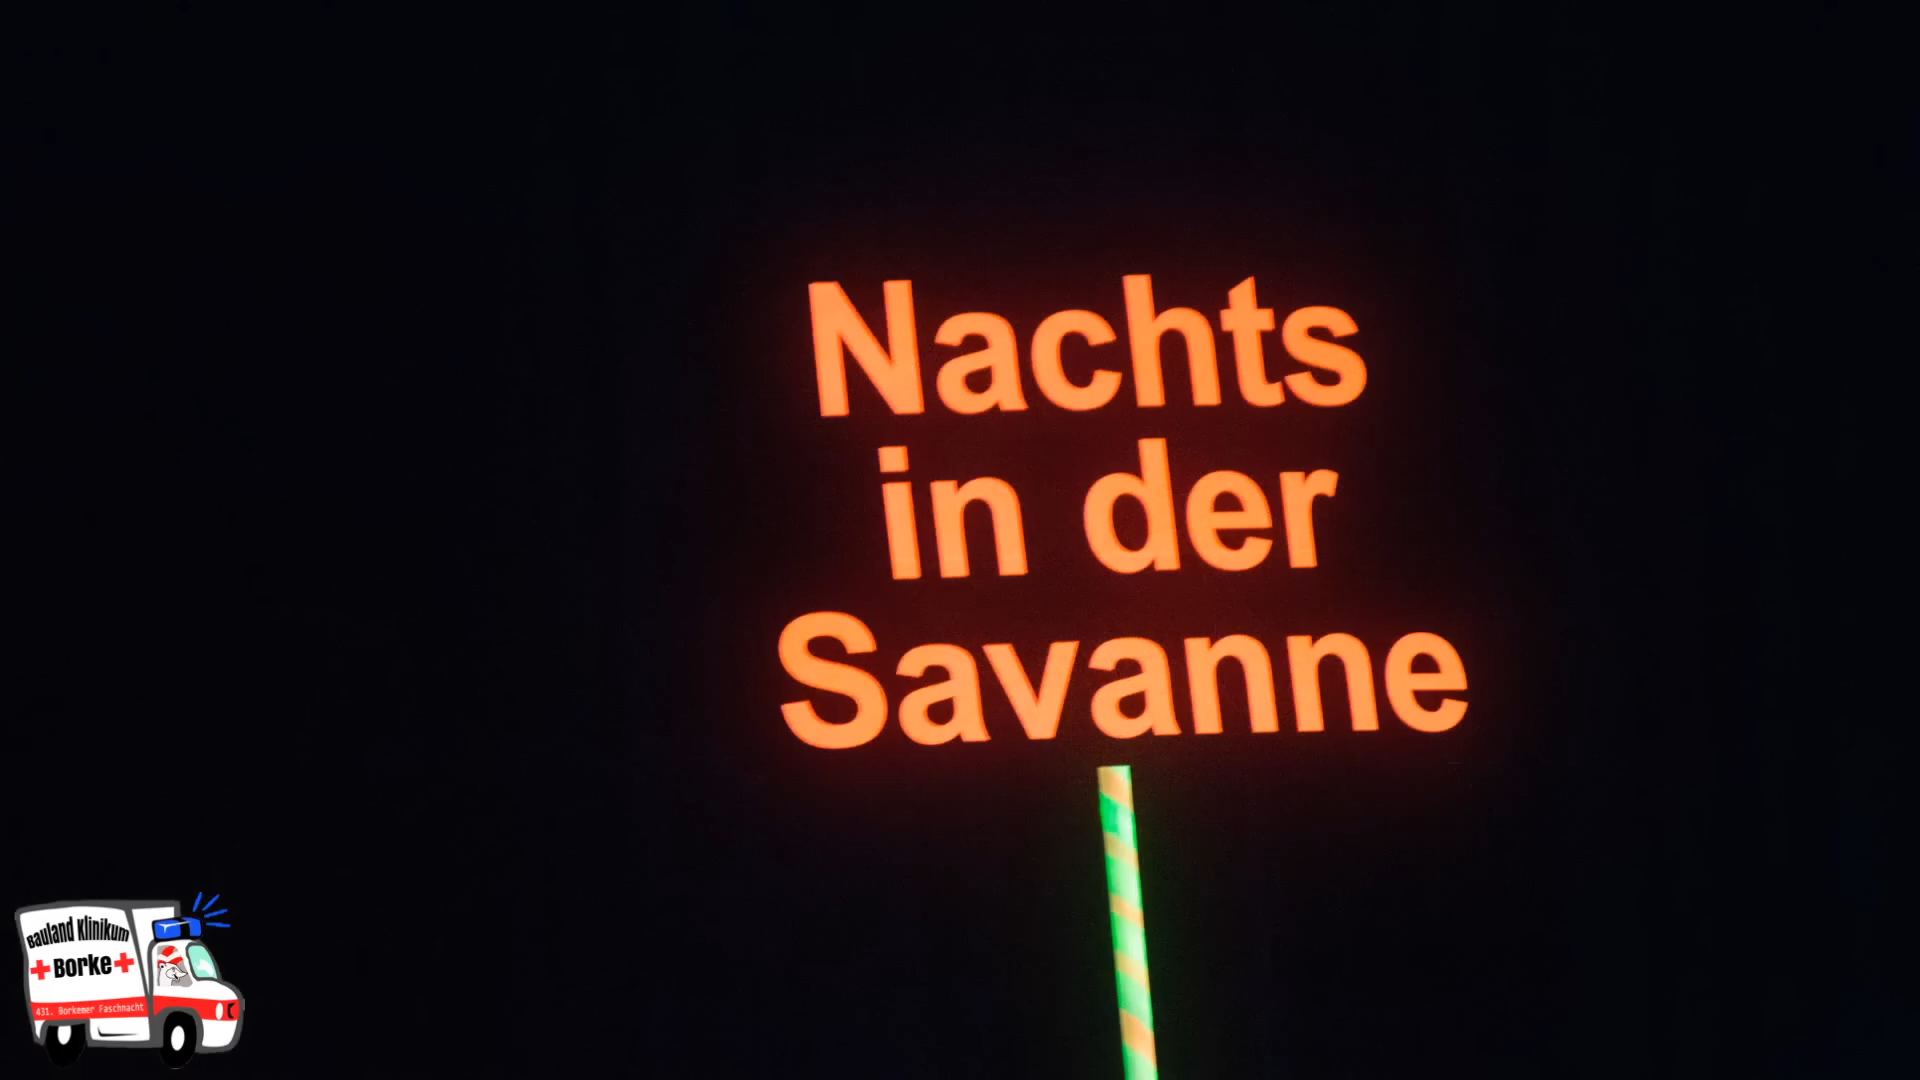 Nachts
in der
Savanne
Bauland Klinikum
Borke
431. Borkemer Faschnacht